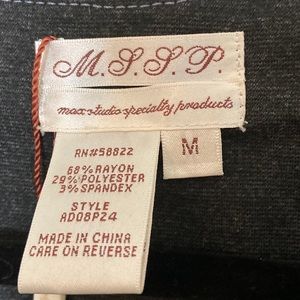 M.S.S.P.
max studio specialty products
RN#58822
68% RAYON
29% POLYESTER
3% SPANDEX
STYLE
AD08P24
MADE IN CHINA
CARE ON REVERSE
M